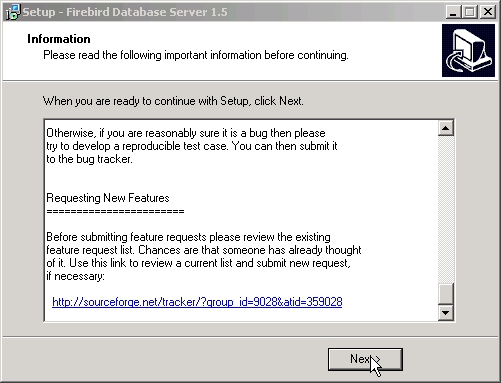 Setup - Firebird Database Server 1.5
Information
Please read the following important information before continuing.
When you are ready to continue with Setup, click Next.
Otherwise, if you are reasonably sure it is a bug then please
try to develop a reproducible test case. You can then submit it
to the bug tracker.
Requesting New Features
=======================
Before submitting feature requests please review the existing
feature request list. Chances are that someone has already thought
of it. Use this link to review a current list and submit new request,
if necessary:
http://sourceforge.net/tracker/?group_id=9028&atid=359028
Next >